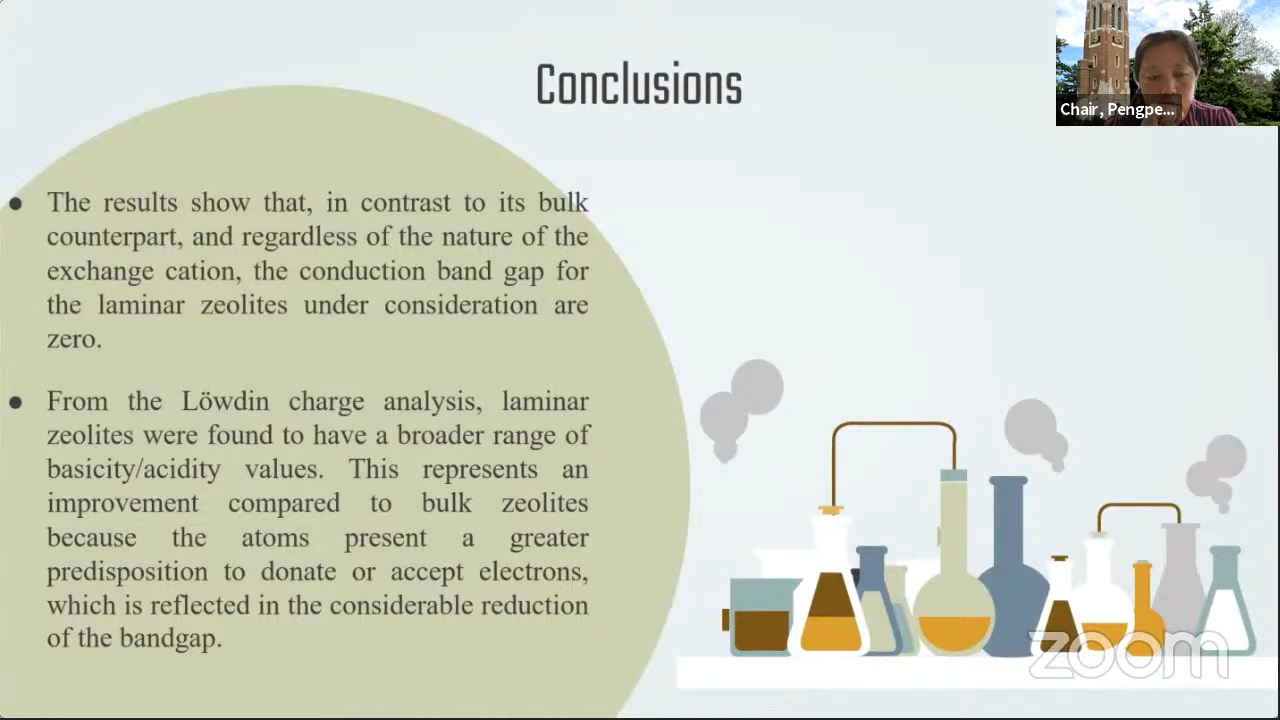 Conclusions
Chair, Pengpe...
● The results show that, in contrast to its bulk
counterpart, and regardless of the nature of the
exchange cation, the conduction band gap for
the laminar zeolites under consideration are
zero.
● From the Löwdin charge analysis, laminar
zeolites were found to have a broader range of
basicity/acidity values. This represents an
improvement compared to bulk zeolites
because the atoms present a greater
predisposition to donate or accept electrons,
which is reflected in the considerable reduction
of the bandgap.
zoom